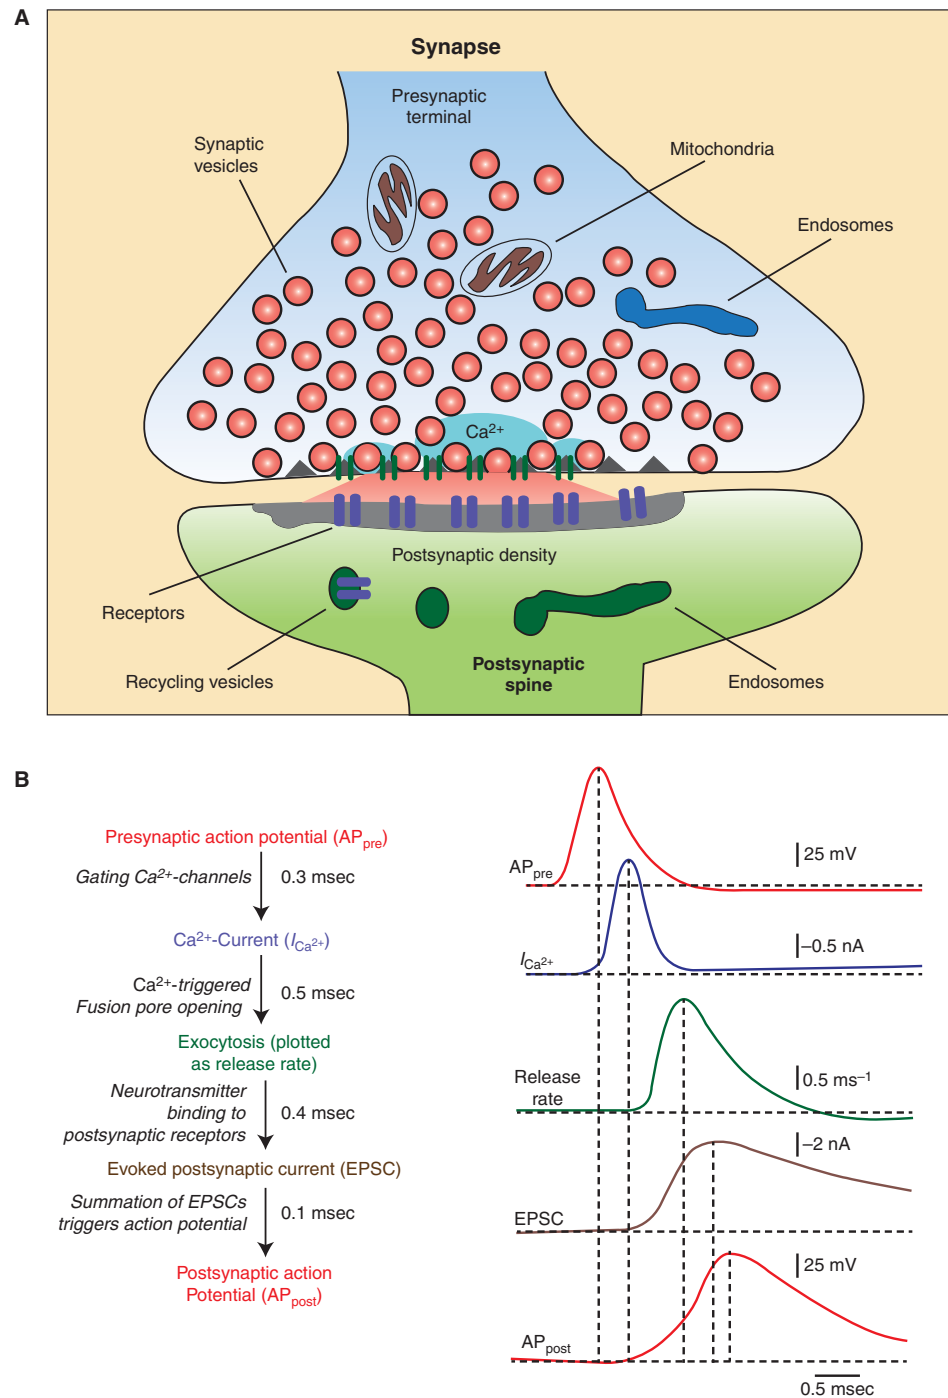 A
Synapse
Presynaptic
terminal
Synaptic
vesicles
Mitochondria
Endosomes
Ca²⁺
Postsynaptic density
Receptors
Recycling vesicles
Postsynaptic
spine
Endosomes
B
Presynaptic action potential (APpre)
Gating Ca²⁺-channels
0.3 msec
Ca²⁺-Current (ICa²⁺)
Ca²⁺-triggered
Fusion pore opening
0.5 msec
Exocytosis (plotted
as release rate)
Neurotransmitter
binding to
postsynaptic receptors
0.4 msec
Evoked postsynaptic current (EPSC)
Summation of EPSCs
triggers action potential
0.1 msec
Postsynaptic action
Potential (APpost)
APpre
25 mV
ICa²⁺
–0.5 nA
Release
rate
0.5 ms⁻¹
EPSC
–2 nA
APpost
25 mV
0.5 msec